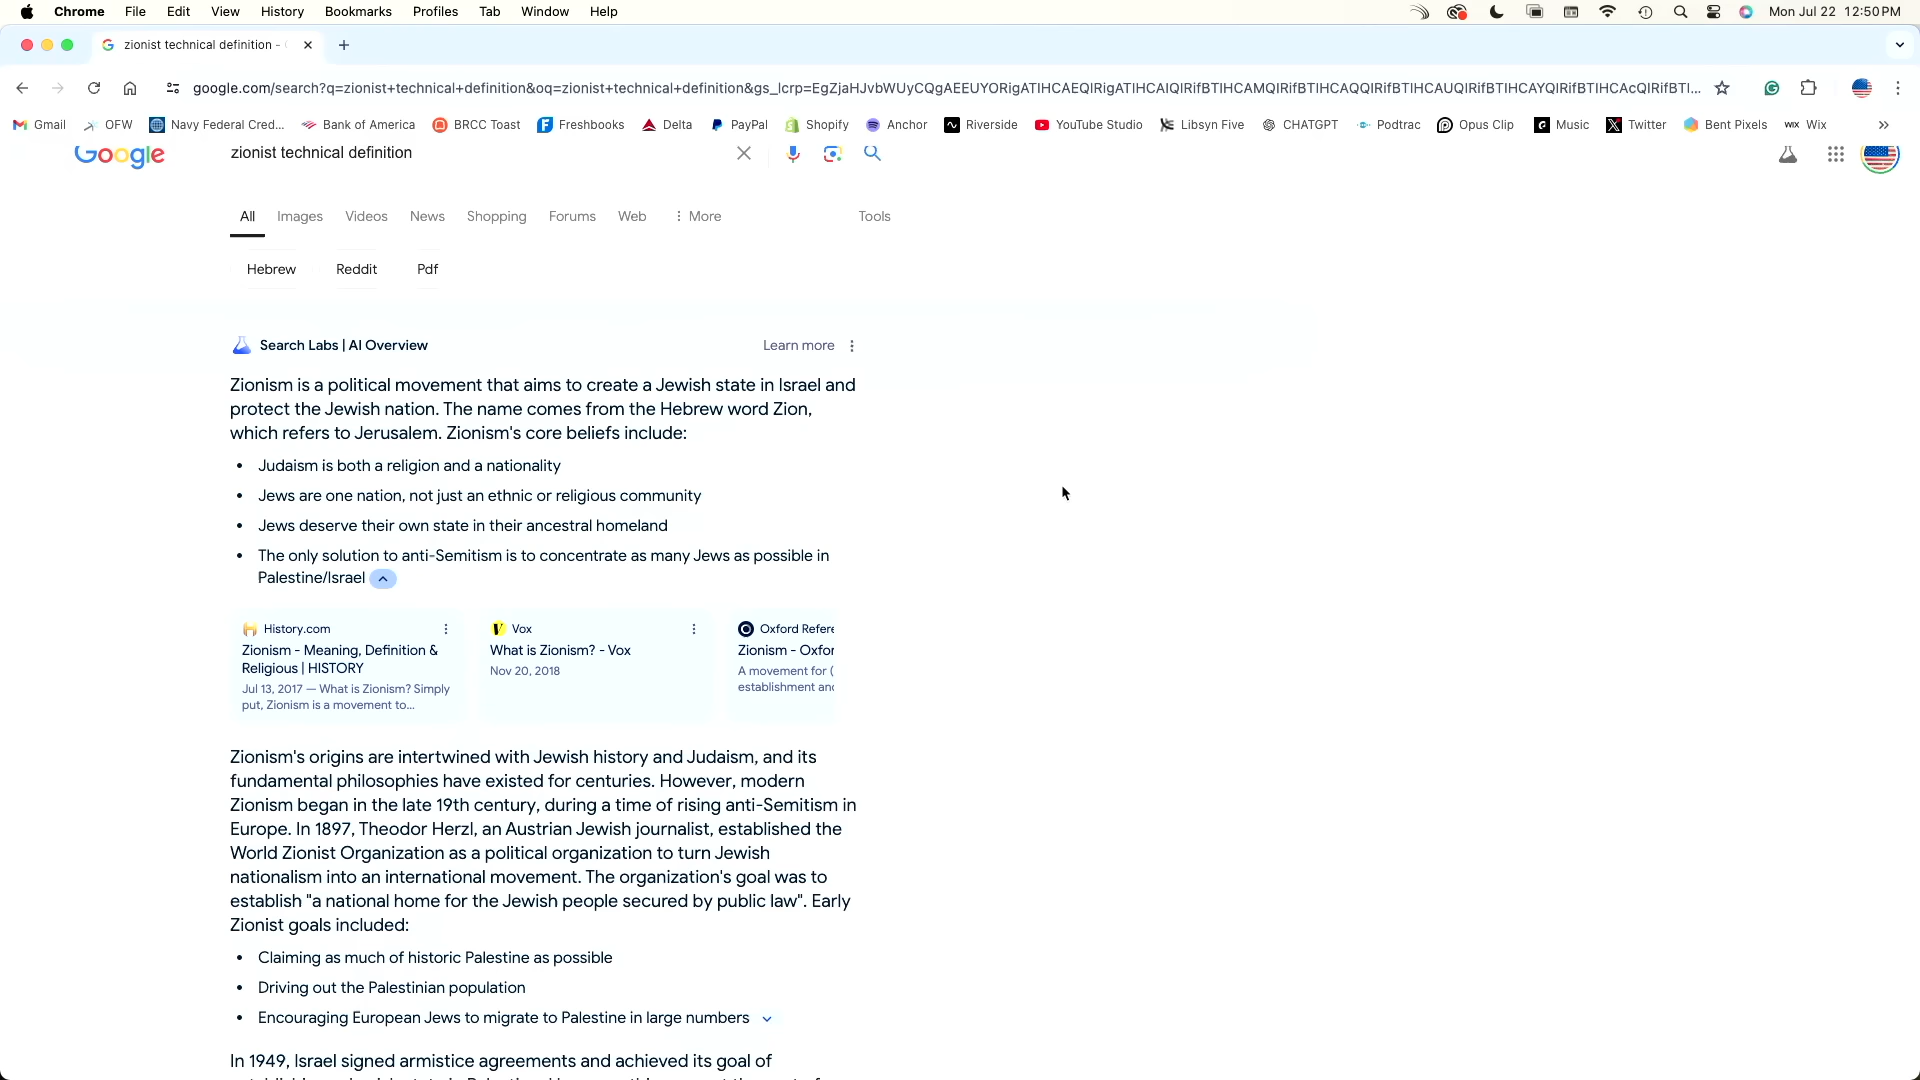 Chrome File Edit View History Bookmarks Profiles Tab Window Help Mon Jul 22 12:50 PM
zionist technical definition -
google.com/search?q=zionist+technical+definition&oq=zionist+technical+definition&gs_lcrp=EgZjaHJvbWUyCQgAEEUYORigATIHCAEQIRigATIHCAIQIRifBTIHCAMQIRifBTIHCAQQIRifBTIHCAUQIRifBTIHCAYQIRifBTIHCAcQIRifBTI...
Gmail OFW Navy Federal Cred... Bank of America BRCC Toast Freshbooks Delta PayPal Shopify Anchor Riverside YouTube Studio Libsyn Five CHATGPT Podtrac Opus Clip Music Twitter Bent Pixels WIX Wix
Google zionist technical definition
All Images Videos News Shopping Forums Web More Tools
Hebrew Reddit Pdf
Search Labs | AI Overview Learn more
Zionism is a political movement that aims to create a Jewish state in Israel and
protect the Jewish nation. The name comes from the Hebrew word Zion,
which refers to Jerusalem. Zionism's core beliefs include:
• Judaism is both a religion and a nationality
• Jews are one nation, not just an ethnic or religious community
• Jews deserve their own state in their ancestral homeland
• The only solution to anti-Semitism is to concentrate as many Jews as possible in
Palestine/Israel
History.com
Zionism - Meaning, Definition &
Religious | HISTORY
Jul 13, 2017 — What is Zionism? Simply
put, Zionism is a movement to...
Vox
What is Zionism? - Vox
Nov 20, 2018
Oxford Refere
Zionism - Oxfor
A movement for (
establishment and
Zionism's origins are intertwined with Jewish history and Judaism, and its
fundamental philosophies have existed for centuries. However, modern
Zionism began in the late 19th century, during a time of rising anti-Semitism in
Europe. In 1897, Theodor Herzl, an Austrian Jewish journalist, established the
World Zionist Organization as a political organization to turn Jewish
nationalism into an international movement. The organization's goal was to
establish "a national home for the Jewish people secured by public law". Early
Zionist goals included:
• Claiming as much of historic Palestine as possible
• Driving out the Palestinian population
• Encouraging European Jews to migrate to Palestine in large numbers
In 1949, Israel signed armistice agreements and achieved its goal of